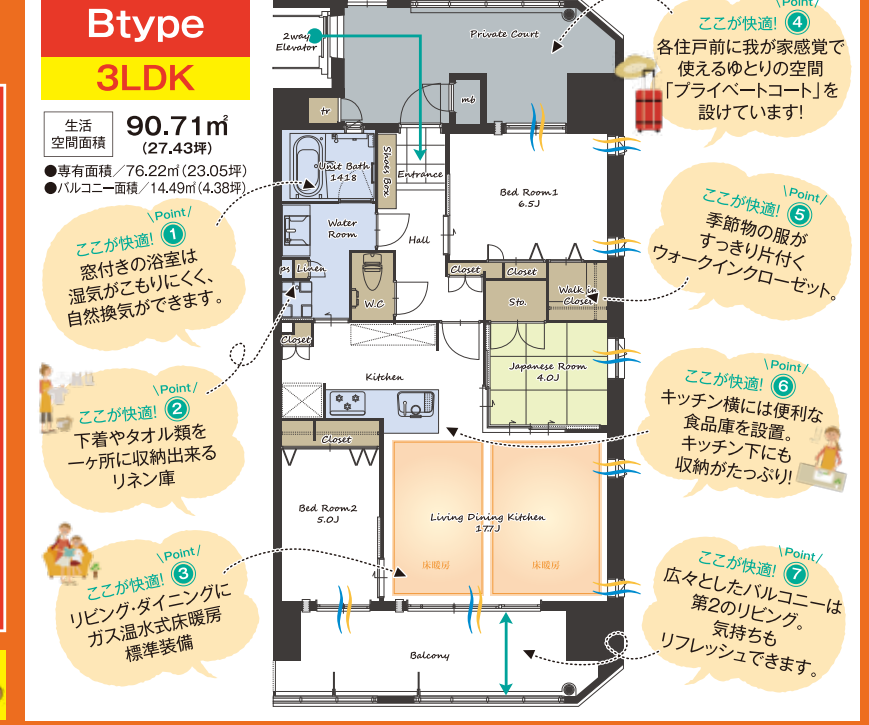 Btype
3LDK
生活
空間面積
90.71㎡
(27.43坪)
●専有面積／76.22㎡(23.05坪)
●バルコニー面積／14.49㎡(4.38坪)
\Point/
ここが快適! 1
窓付きの浴室は
湿気がこもりにくく、
自然換気ができます。
\Point/
ここが快適! 2
下着やタオル類を
一ヶ所に収納出来る
リネン庫
\Point/
ここが快適! 3
リビング・ダイニングに
ガス温水式床暖房
標準装備
2way
Elevator
Private Court
tr
mb
Unit Bath
1418
Shoes Box
Entrance
Bed Room1
6.5J
Water
Room
Hall
ps
Linen
W.C
Closet
Closet
Sto.
Walk in
Closet
Closet
Kitchen
Japanese Room
4.0J
Closet
Bed Room2
5.0J
Living Dining Kitchen
17.7J
床暖房
床暖房
Balcony
Point/
ここが快適! 4
各住戸前に我が家感覚で
使えるゆとりの空間
「プライベートコート」を
設けています!
\Point/
ここが快適! 5
季節物の服が
すっきり片付く
ウォークインクローゼット。
\Point/
ここが快適! 6
キッチン横には便利な
食品庫を設置。
キッチン下にも
収納がたっぷり!
\Point/
ここが快適! 7
広々としたバルコニーは
第2のリビング。
気持ちも
リフレッシュできます。